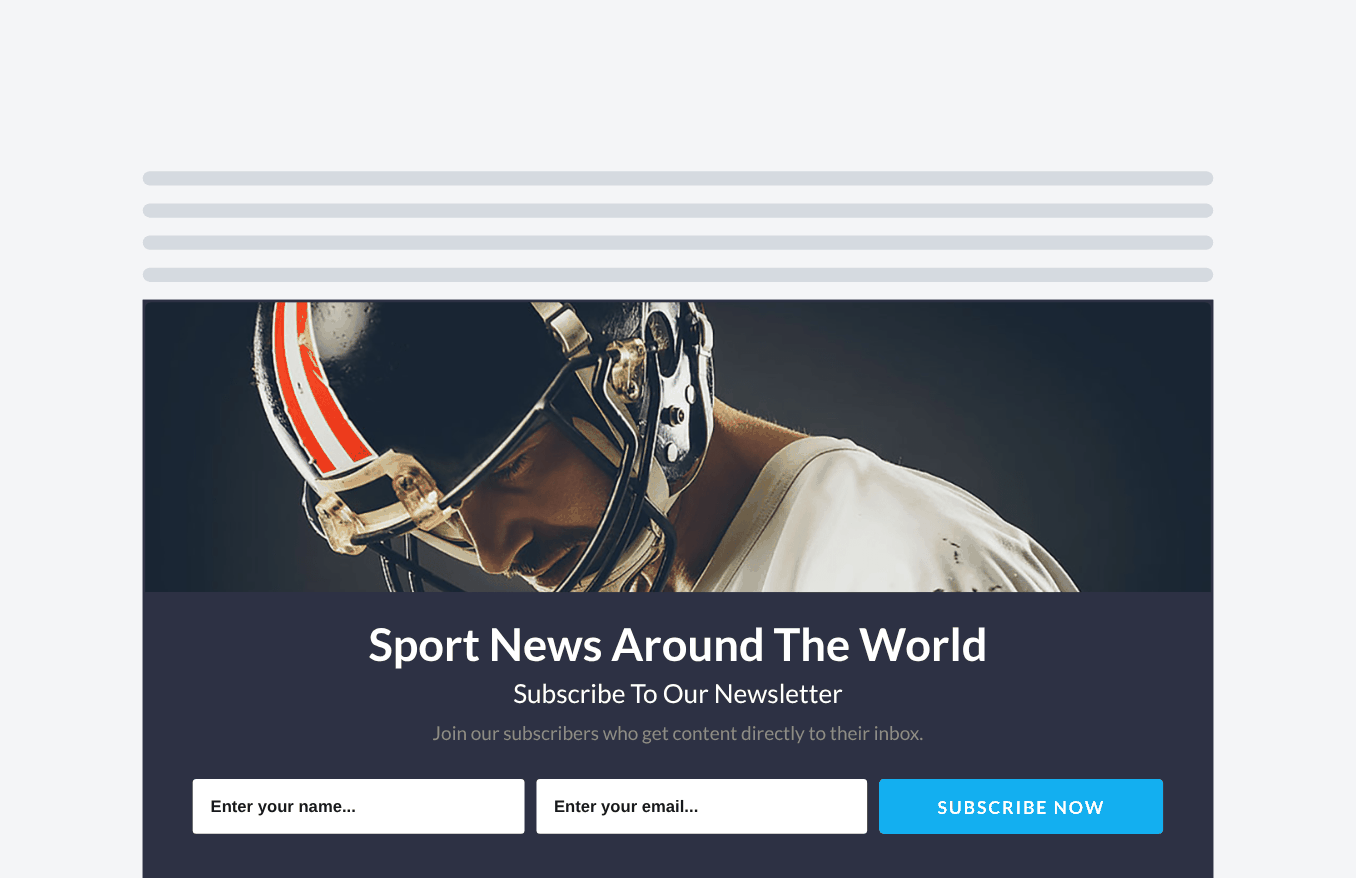 Sport News Around The World
Subscribe To Our Newsletter
Join our subscribers who get content directly to their inbox.
Enter your name...
Enter your email...
SUBSCRIBE NOW